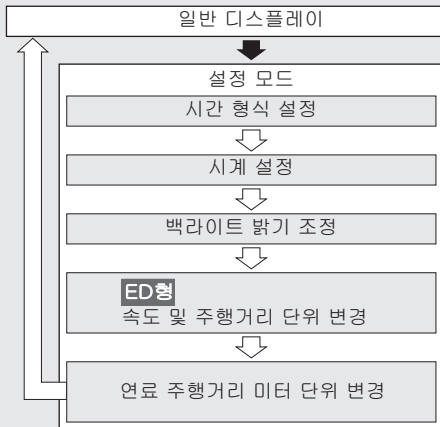 일반 디스플레이
설정 모드
시간 형식 설정
시계 설정
백라이트 밝기 조정
ED형
속도 및 주행거리 단위 변경
연료 주행거리 미터 단위 변경